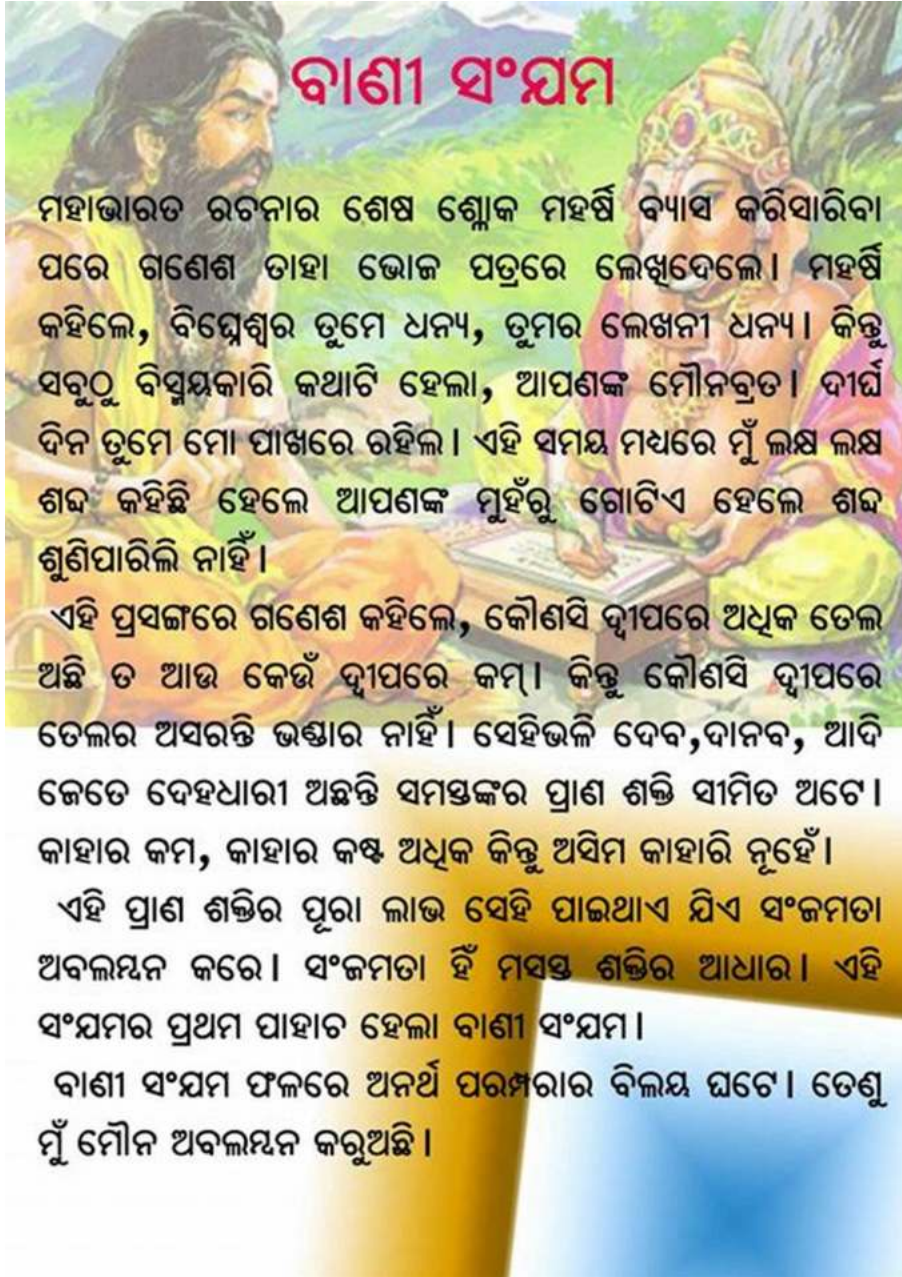 ବାଣୀ ସଂଯମ
ମହାଭାରତ ରଚନାର ଶେଷ ଶ୍ଳୋକ ମହର୍ଷି ବ୍ୟାସ କରିସାରିବା
ପରେ ଗଣେଶ ତାହା ଭୋଜ ପତ୍ରରେ ଲେଖିଦେଲେ। ମହର୍ଷି
କହିଲେ, ବିଘ୍ନେଶ୍ୱର ତୁମେ ଧନ୍ୟ, ତୁମର ଲେଖନୀ ଧନ୍ୟ। କିନ୍ତୁ
ସବୁଠୁ ବିସ୍ମୟକାରି କଥାଟି ହେଲା, ଆପଣଙ୍କ ମୌନବ୍ରତ। ଦୀର୍ଘ
ଦିନ ତୁମେ ମୋ ପାଖରେ ରହିଲ। ଏହି ସମୟ ମଧ୍ୟରେ ମୁଁ ଲକ୍ଷ ଲକ୍ଷ
ଶବ୍ଦ କହିଛି ହେଲେ ଆପଣଙ୍କ ମୁହଁରୁ ଗୋଟିଏ ହେଲେ ଶବ୍ଦ
ଶୁଣିପାରିଲି ନାହିଁ।
ଏହି ପ୍ରସଙ୍ଗରେ ଗଣେଶ କହିଲେ, କୌଣସି ଦ୍ୱୀପରେ ଅଧିକ ତେଲ
ଅଛି ତ ଆଉ କେଉଁ ଦ୍ୱୀପରେ କମ୍। କିନ୍ତୁ କୌଣସି ଦ୍ୱୀପରେ
ତେଲର ଅସରନ୍ତି ଭଣ୍ଡାର ନାହିଁ। ସେହିଭଳି ଦେବ,ଦାନବ, ଆଦି
ଜେତେ ଦେହଧାରୀ ଅଛନ୍ତି ସମସ୍ତଙ୍କର ପ୍ରାଣ ଶକ୍ତି ସୀମିତ ଅଟେ।
କାହାର କମ, କାହାର କଷ୍ଟ ଅଧିକ କିନ୍ତୁ ଅସିମ କାହାରି ନୂହେଁ।
ଏହି ପ୍ରାଣ ଶକ୍ତିର ପୂରା ଲାଭ ସେହି ପାଇଥାଏ ଯିଏ ସଂଜମତା
ଅବଲମ୍ବନ କରେ। ସଂଜମତା ହିଁ ମସସ୍ତ ଶକ୍ତିର ଆଧାର। ଏହି
ସଂଯମର ପ୍ରଥମ ପାହାଚ ହେଲା ବାଣୀ ସଂଯମ।
ବାଣୀ ସଂଯମ ଫଳରେ ଅନର୍ଥ ପରମ୍ପରାର ବିଲୟ ଘଟେ। ତେଣୁ
ମୁଁ ମୌନ ଅବଲମ୍ବନ କରୁଅଛି।